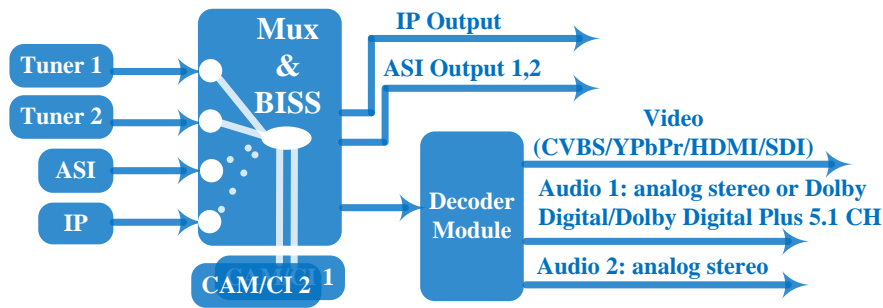 Tuner 1
Tuner 2
ASI
IP
Mux
&
BISS
CAM/CI 1
CAM/CI 2
IP Output
ASI Output 1,2
Decoder
Module
Video
(CVBS/YPbPr/HDMI/SDI)
Audio 1: analog stereo or Dolby
Digital/Dolby Digital Plus 5.1 CH
Audio 2: analog stereo